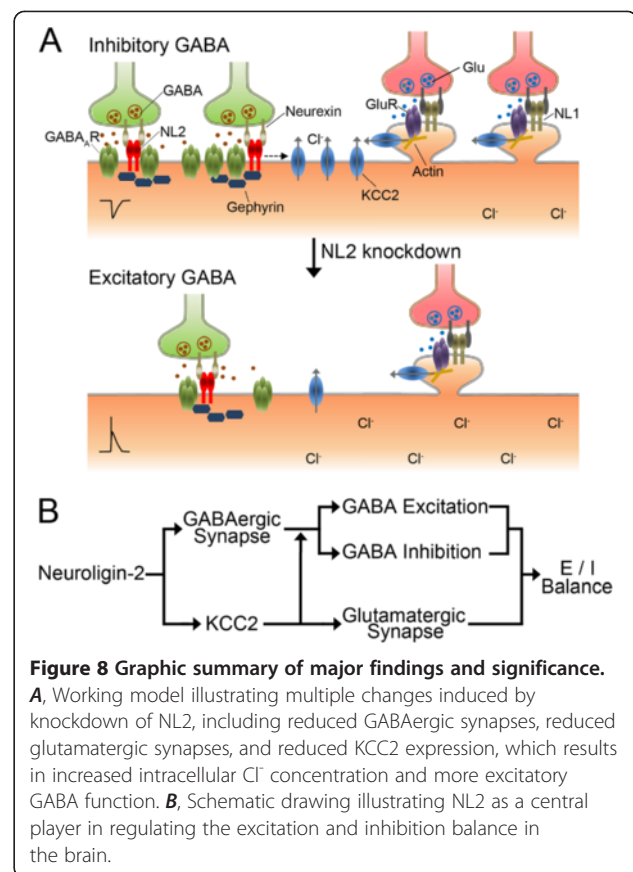 A
Inhibitory GABA
GABA
Neurexin
GABA_AR
NL2
Cl⁻
Glu
GluR
NL1
Actin
KCC2
Gephyrin
Cl⁻ Cl⁻
NL2 knockdown
Excitatory GABA
Cl⁻ Cl⁻ Cl⁻
Cl⁻ Cl⁻ Cl⁻
B
GABAergic
Synapse
GABA Excitation
GABA Inhibition
Neuroligin-2
E / I
Balance
KCC2
Glutamatergic
Synapse
Figure 8 Graphic summary of major findings and significance.
A, Working model illustrating multiple changes induced by
knockdown of NL2, including reduced GABAergic synapses, reduced
glutamatergic synapses, and reduced KCC2 expression, which results
in increased intracellular Cl⁻ concentration and more excitatory
GABA function. B, Schematic drawing illustrating NL2 as a central
player in regulating the excitation and inhibition balance in
the brain.